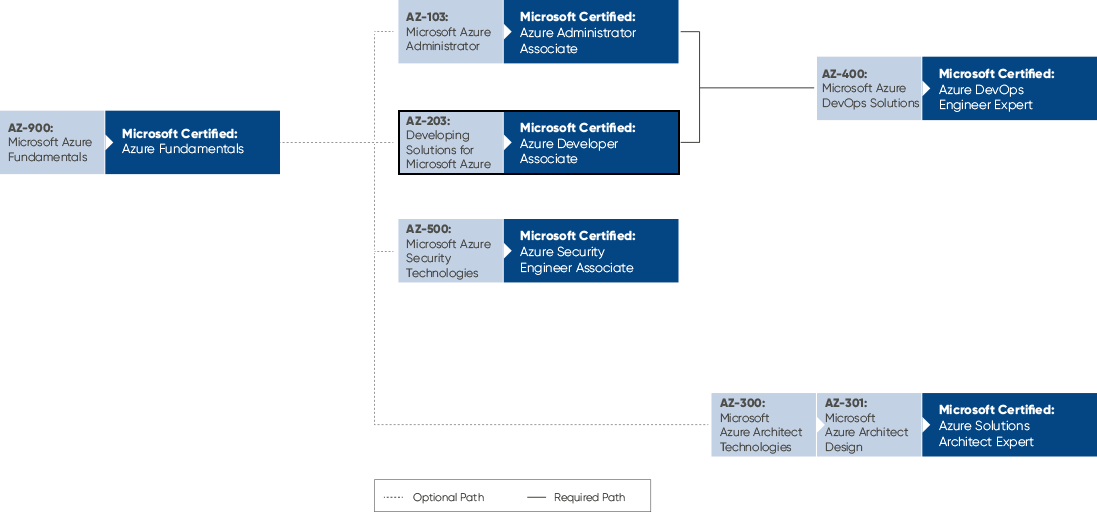 AZ-103:
Microsoft Azure
Administrator
Microsoft Certified:
Azure Administrator
Associate
AZ-400:
Microsoft Azure
DevOps Solutions
Microsoft Certified:
Azure DevOps
Engineer Expert
AZ-900:
Microsoft Azure
Fundamentals
Microsoft Certified:
Azure Fundamentals
AZ-203:
Developing
Solutions for
Microsoft Azure
Microsoft Certified:
Azure Developer
Associate
AZ-500:
Microsoft Azure
Security
Technologies
Microsoft Certified:
Azure Security
Engineer Associate
AZ-300:
Microsoft
Azure Architect
Technologies
AZ-301:
Microsoft
Azure Architect
Design
Microsoft Certified:
Azure Solutions
Architect Expert
Optional Path
Required Path